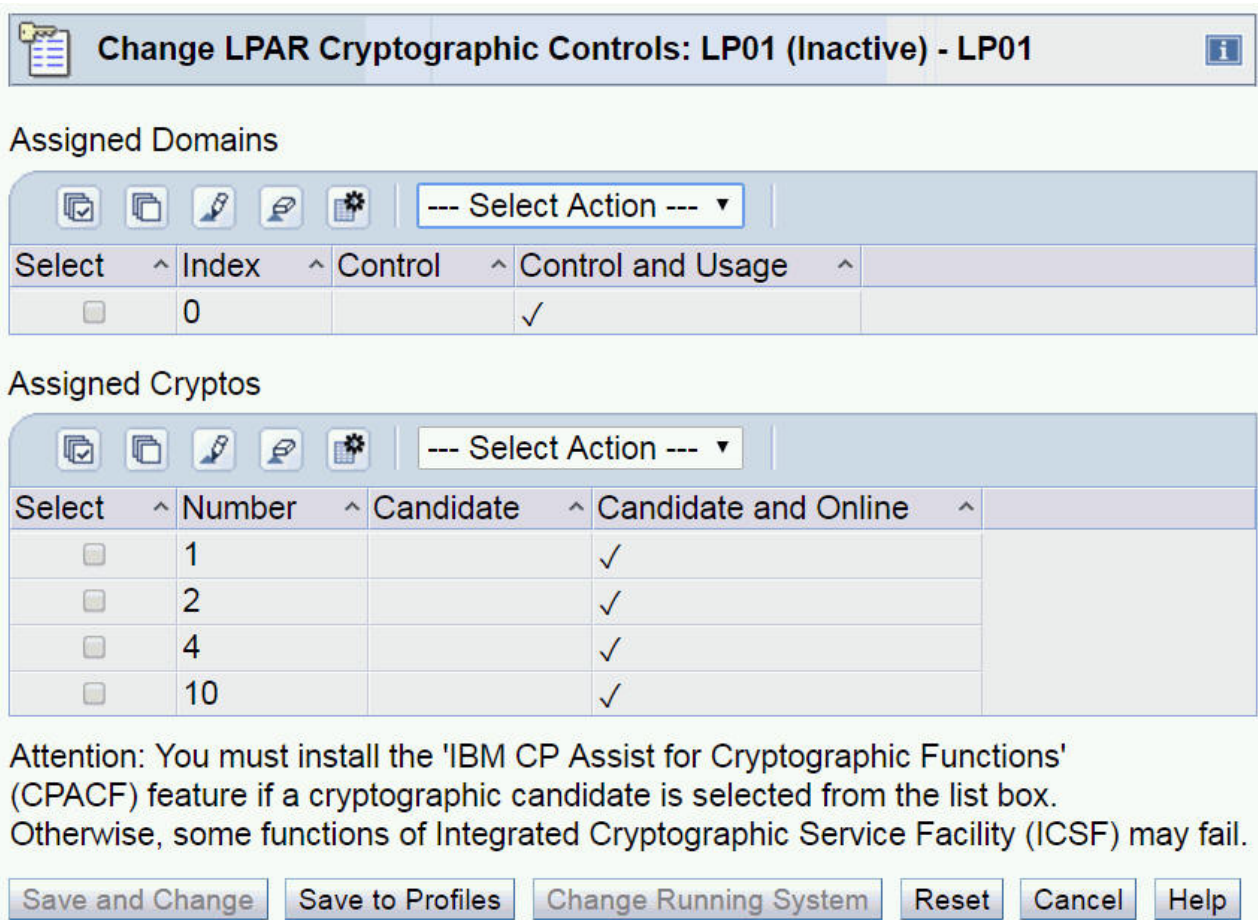 Change LPAR Cryptographic Controls: LP01 (Inactive) - LP01
Assigned Domains
--- Select Action ---
Select Index Control Control and Usage
0 ✓
Assigned Cryptos
--- Select Action ---
Select Number Candidate Candidate and Online
1 ✓
2 ✓
4 ✓
10 ✓
Attention: You must install the 'IBM CP Assist for Cryptographic Functions'
(CPACF) feature if a cryptographic candidate is selected from the list box.
Otherwise, some functions of Integrated Cryptographic Service Facility (ICSF) may fail.
Save and Change Save to Profiles Change Running System Reset Cancel Help